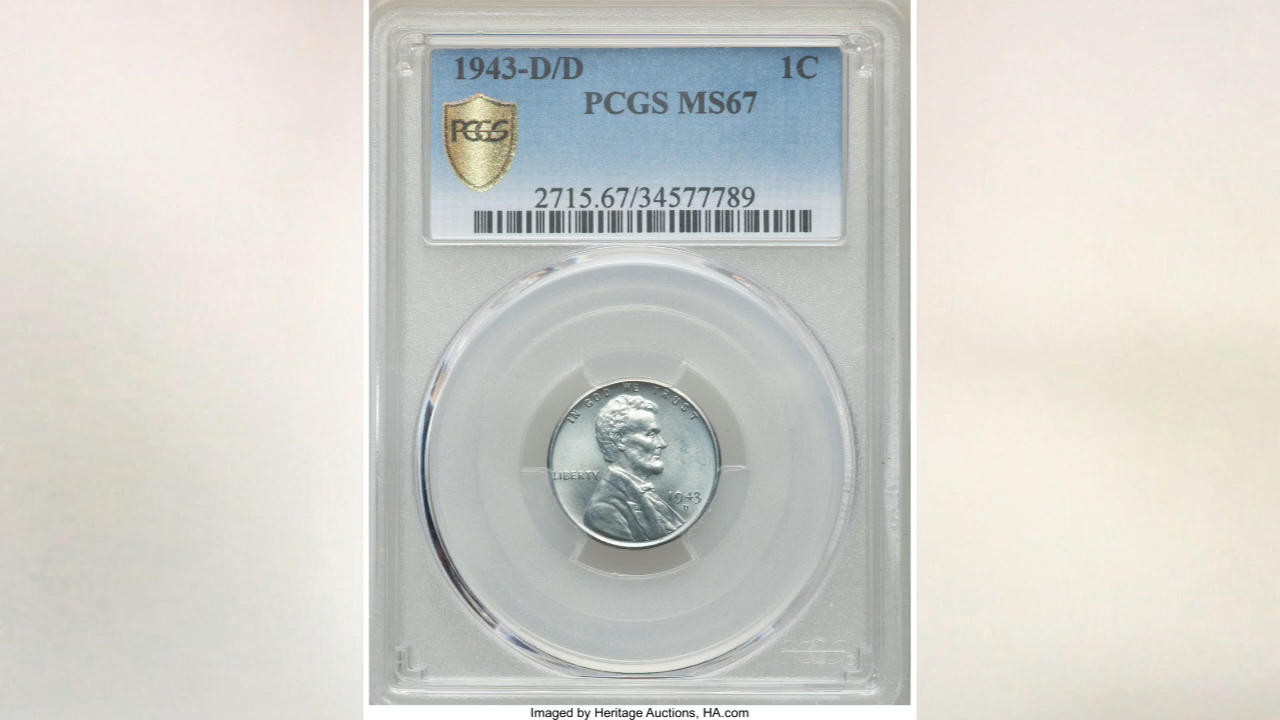 1943-D/D 1C
PCGS MS67
PCGS
2715.67/34577789
IN GOD WE TRUST
LIBERTY
1943
D
Imaged by Heritage Auctions, HA.com